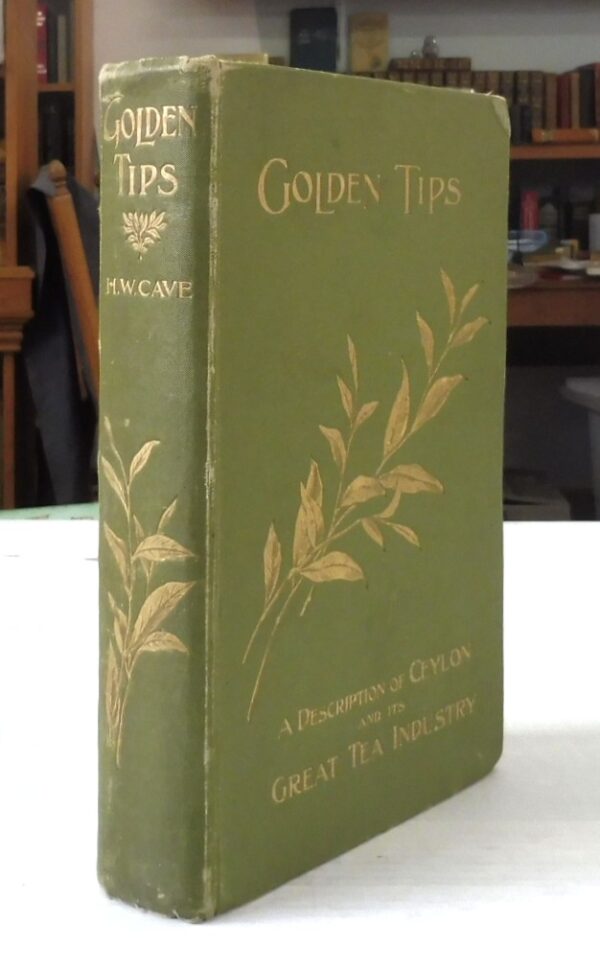 GOLDEN
TIPS
H.W. CAVE
GOLDEN TIPS
A DESCRIPTION OF CEYLON
AND ITS
GREAT TEA INDUSTRY